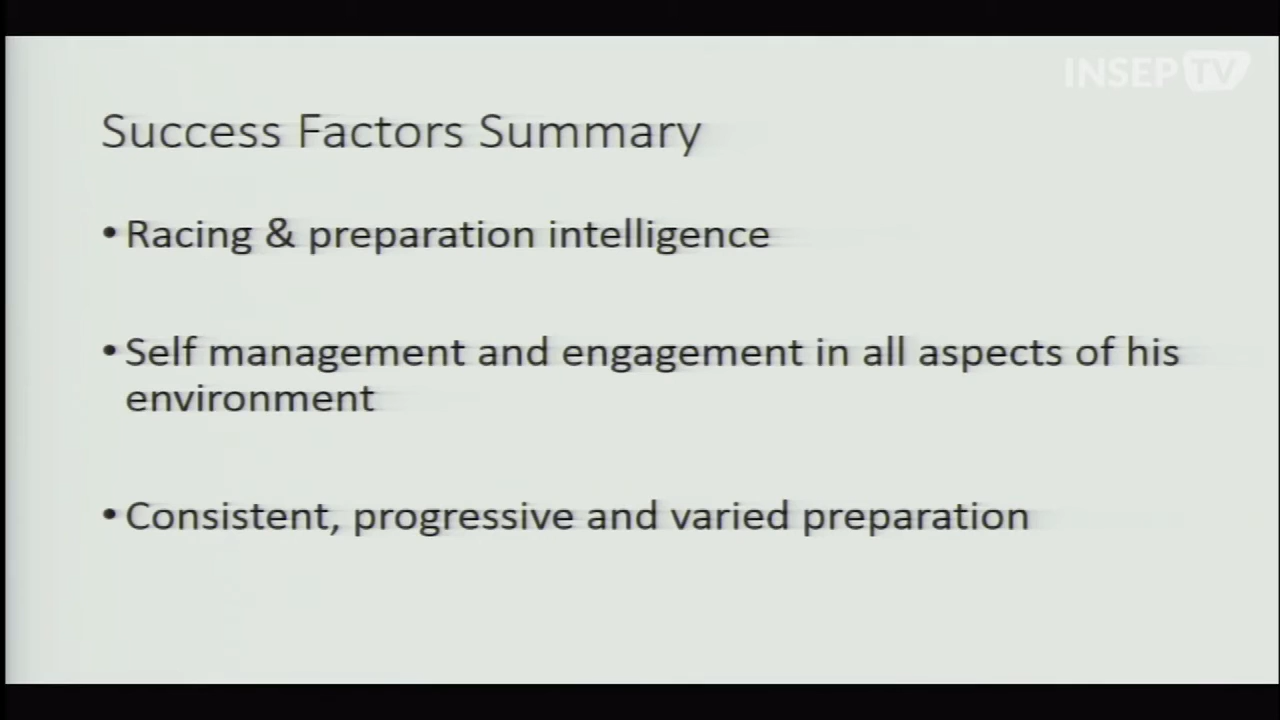 INSEP TV
Success Factors Summary
• Racing & preparation intelligence
• Self management and engagement in all aspects of his
environment
• Consistent, progressive and varied preparation